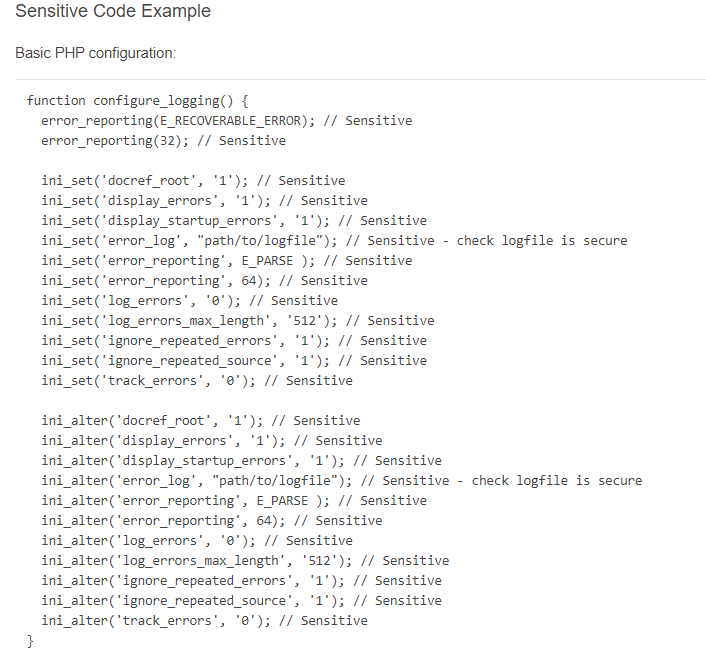 Sensitive Code Example
Basic PHP configuration:
function configure_logging() {
error_reporting(E_RECOVERABLE_ERROR); // Sensitive
error_reporting(32); // Sensitive
ini_set('docref_root', '1'); // Sensitive
ini_set('display_errors', '1'); // Sensitive
ini_set('display_startup_errors', '1'); // Sensitive
ini_set('error_log', "path/to/logfile"); // Sensitive - check logfile is secure
ini_set('error_reporting', E_PARSE ); // Sensitive
ini_set('error_reporting', 64); // Sensitive
ini_set('log_errors', '0'); // Sensitive
ini_set('log_errors_max_length', '512'); // Sensitive
ini_set('ignore_repeated_errors', '1'); // Sensitive
ini_set('ignore_repeated_source', '1'); // Sensitive
ini_set('track_errors', '0'); // Sensitive
ini_alter('docref_root', '1'); // Sensitive
ini_alter('display_errors', '1'); // Sensitive
ini_alter('display_startup_errors', '1'); // Sensitive
ini_alter('error_log', "path/to/logfile"); // Sensitive - check logfile is secure
ini_alter('error_reporting', E_PARSE ); // Sensitive
ini_alter('error_reporting', 64); // Sensitive
ini_alter('log_errors', '0'); // Sensitive
ini_alter('log_errors_max_length', '512'); // Sensitive
ini_alter('ignore_repeated_errors', '1'); // Sensitive
ini_alter('ignore_repeated_source', '1'); // Sensitive
ini_alter('track_errors', '0'); // Sensitive
}